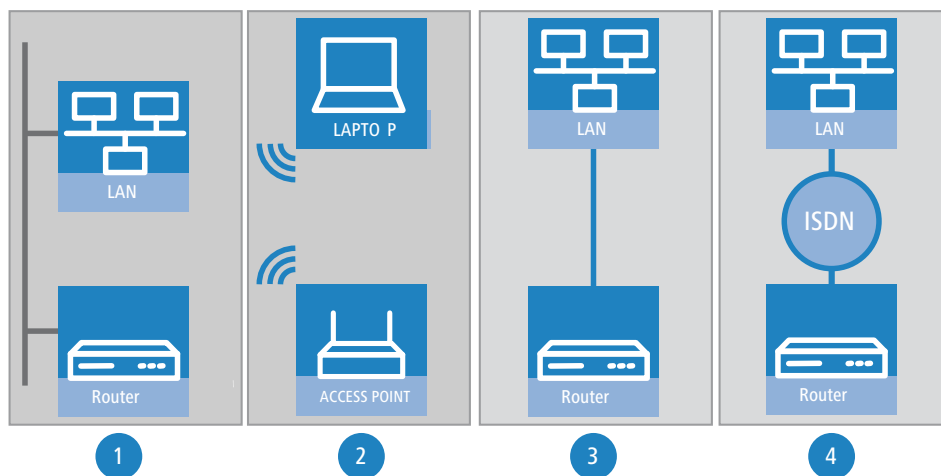 LAN
Router
1
LAPTO P
ACCESS POINT
2
LAN
Router
3
LAN
ISDN
Router
4